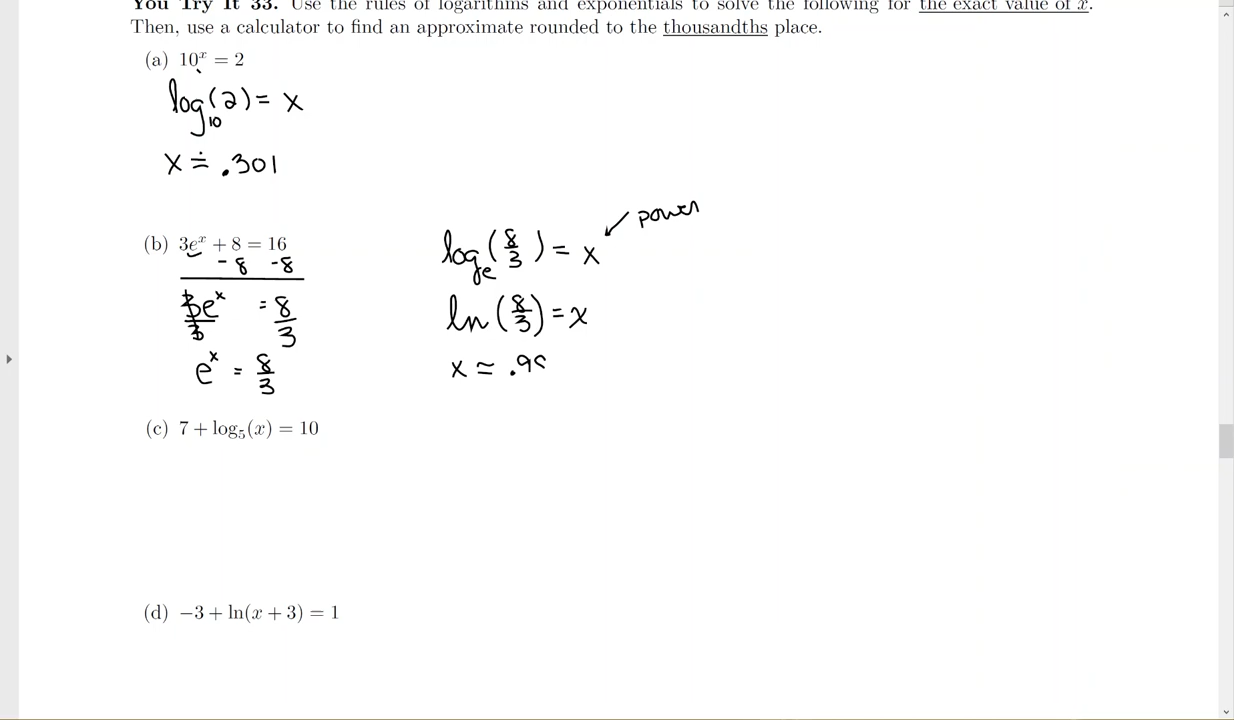 You Try It 33. Use the rules of logarithms and exponentials to solve the following for the exact value of x.
Then, use a calculator to find an approximate rounded to the thousandths place.
(a) 10^x = 2
log_10(2) = x
x ≐ .301
(b) 3e^x + 8 = 16
- 8 -8
3e^x/3 = 8/3
e^x = 8/3
power
log_e(8/3) = x
ln(8/3) = x
x ≈ .98
(c) 7 + log_5(x) = 10
(d) −3 + ln(x + 3) = 1